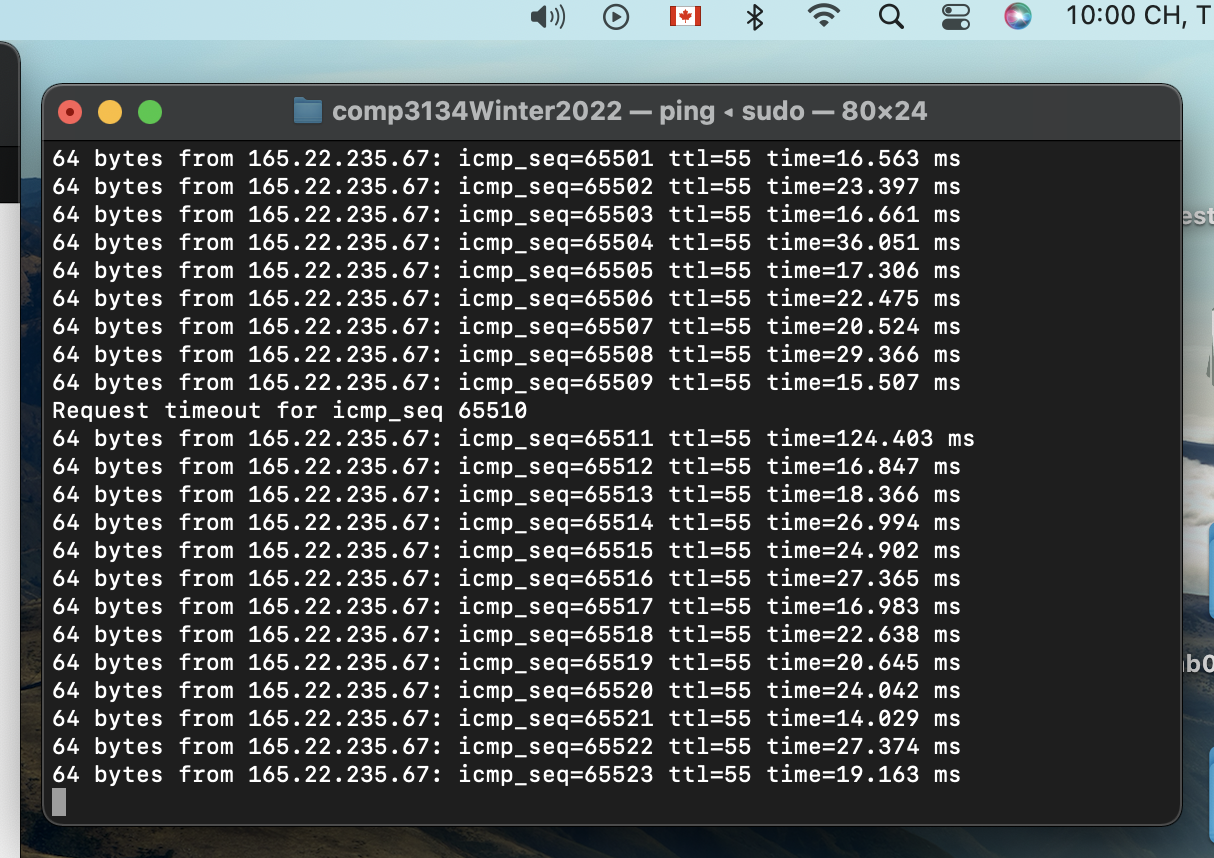 10:00 CH, T
comp3134Winter2022 — ping ◂ sudo — 80×24
64 bytes from 165.22.235.67: icmp_seq=65501 ttl=55 time=16.563 ms
64 bytes from 165.22.235.67: icmp_seq=65502 ttl=55 time=23.397 ms
64 bytes from 165.22.235.67: icmp_seq=65503 ttl=55 time=16.661 ms
64 bytes from 165.22.235.67: icmp_seq=65504 ttl=55 time=36.051 ms
64 bytes from 165.22.235.67: icmp_seq=65505 ttl=55 time=17.306 ms
64 bytes from 165.22.235.67: icmp_seq=65506 ttl=55 time=22.475 ms
64 bytes from 165.22.235.67: icmp_seq=65507 ttl=55 time=20.524 ms
64 bytes from 165.22.235.67: icmp_seq=65508 ttl=55 time=29.366 ms
64 bytes from 165.22.235.67: icmp_seq=65509 ttl=55 time=15.507 ms
Request timeout for icmp_seq 65510
64 bytes from 165.22.235.67: icmp_seq=65511 ttl=55 time=124.403 ms
64 bytes from 165.22.235.67: icmp_seq=65512 ttl=55 time=16.847 ms
64 bytes from 165.22.235.67: icmp_seq=65513 ttl=55 time=18.366 ms
64 bytes from 165.22.235.67: icmp_seq=65514 ttl=55 time=26.994 ms
64 bytes from 165.22.235.67: icmp_seq=65515 ttl=55 time=24.902 ms
64 bytes from 165.22.235.67: icmp_seq=65516 ttl=55 time=27.365 ms
64 bytes from 165.22.235.67: icmp_seq=65517 ttl=55 time=16.983 ms
64 bytes from 165.22.235.67: icmp_seq=65518 ttl=55 time=22.638 ms
64 bytes from 165.22.235.67: icmp_seq=65519 ttl=55 time=20.645 ms
64 bytes from 165.22.235.67: icmp_seq=65520 ttl=55 time=24.042 ms
64 bytes from 165.22.235.67: icmp_seq=65521 ttl=55 time=14.029 ms
64 bytes from 165.22.235.67: icmp_seq=65522 ttl=55 time=27.374 ms
64 bytes from 165.22.235.67: icmp_seq=65523 ttl=55 time=19.163 ms